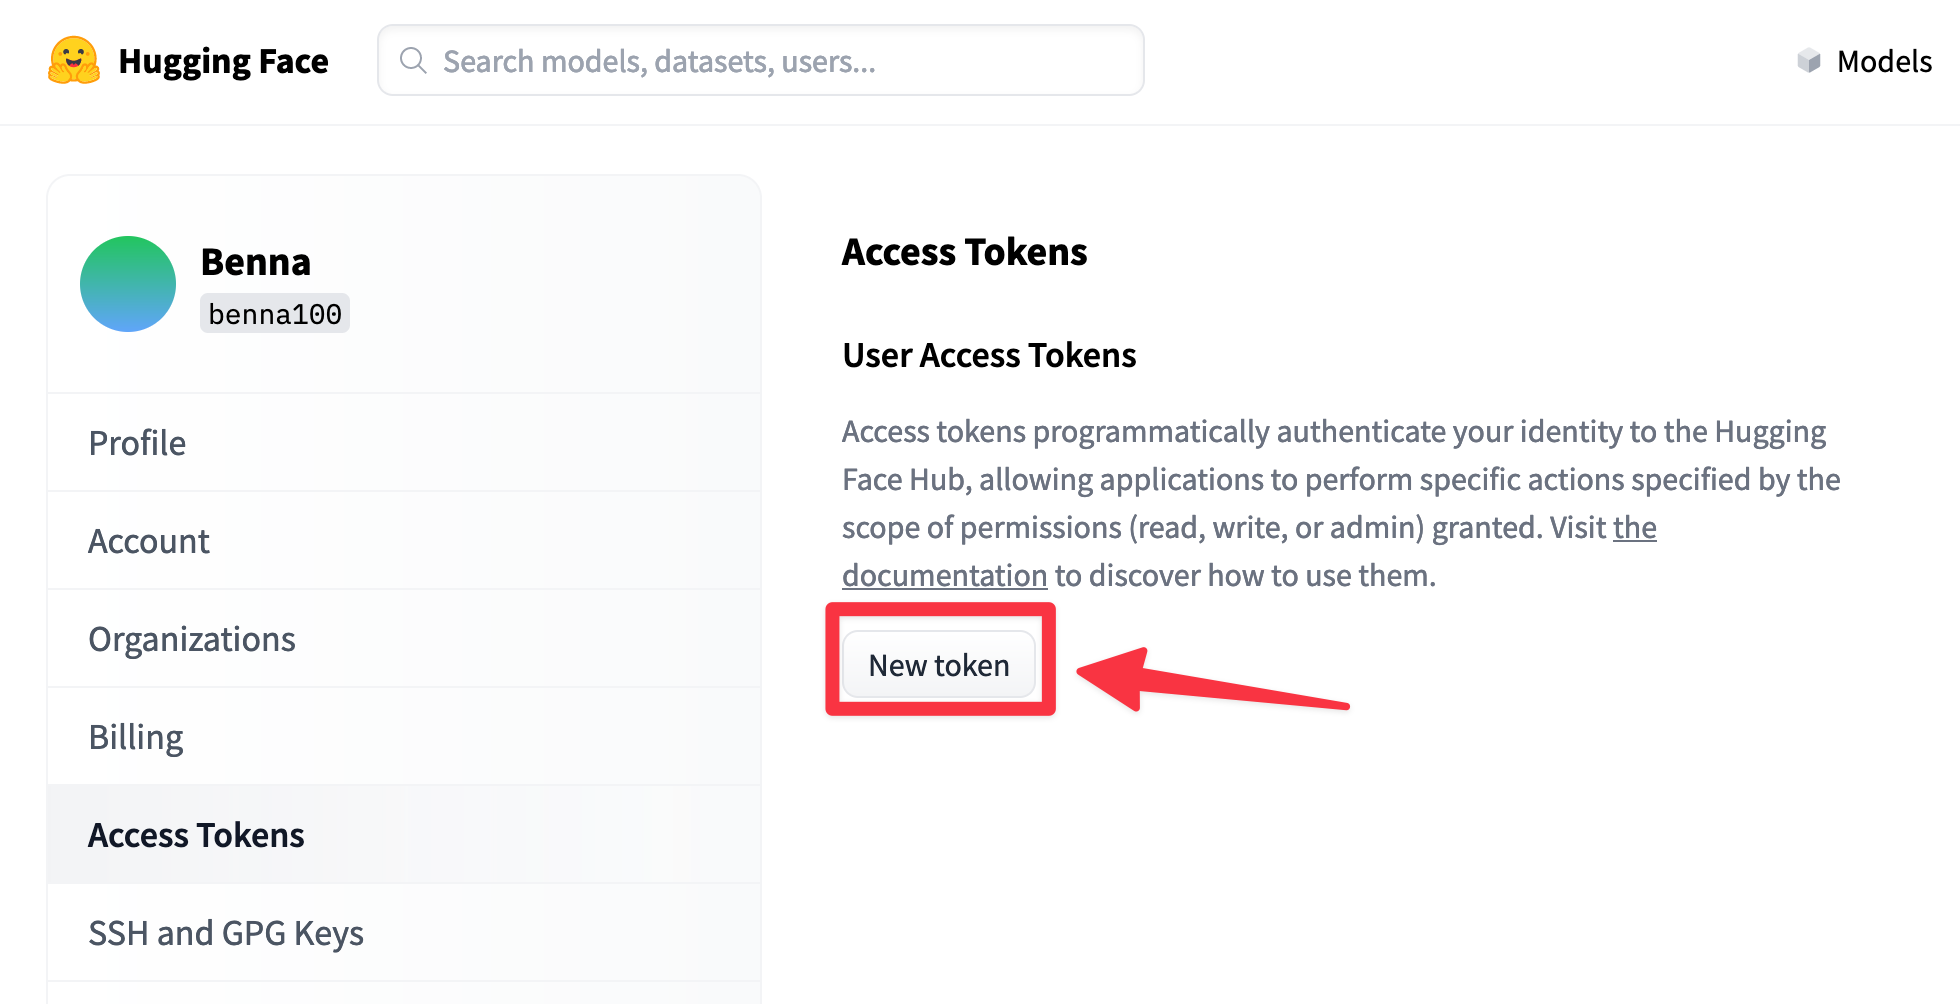 Hugging Face
Search models, datasets, users...
Models
Benna
benna100
Profile
Account
Organizations
Billing
Access Tokens
SSH and GPG Keys
Access Tokens
User Access Tokens
Access tokens programmatically authenticate your identity to the Hugging
Face Hub, allowing applications to perform specific actions specified by the
scope of permissions (read, write, or admin) granted. Visit the
documentation to discover how to use them.
New token